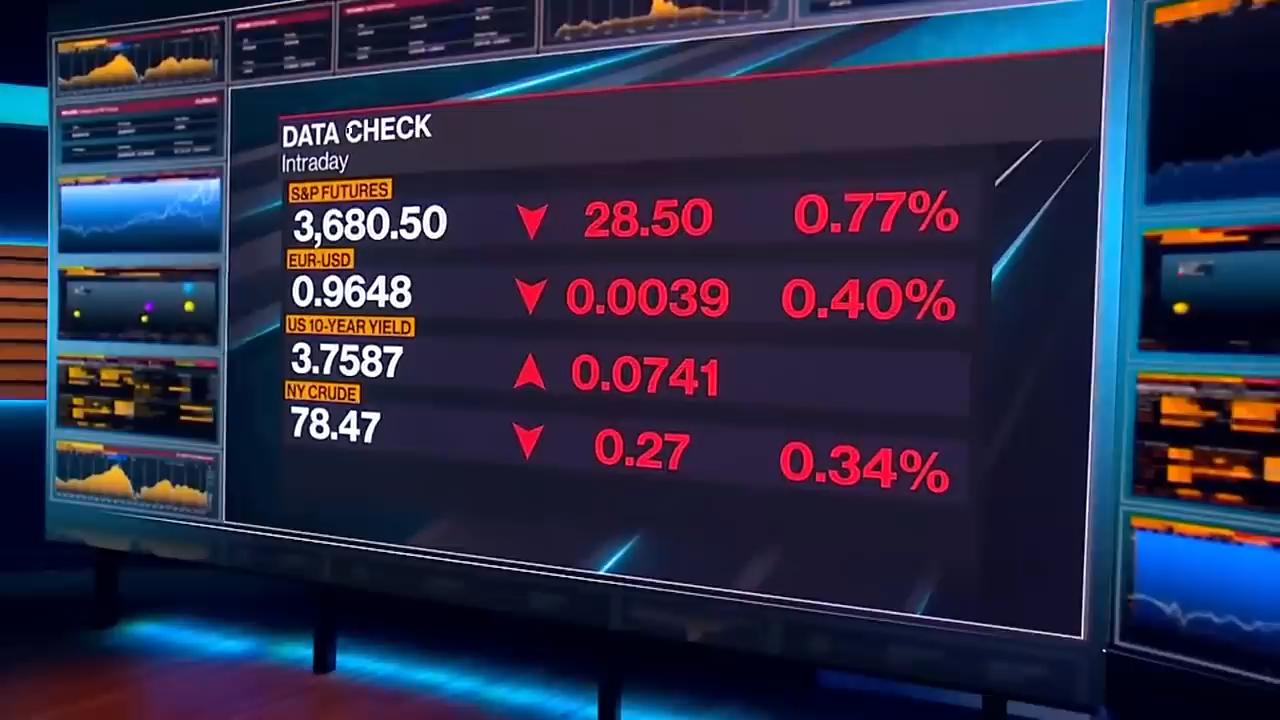 DATA CHECK
Intraday
S&P FUTURES
3,680.50 28.50 0.77%
EUR-USD
0.9648 0.0039 0.40%
US 10-YEAR YIELD
3.7587 0.0741
NY CRUDE
78.47 0.27 0.34%